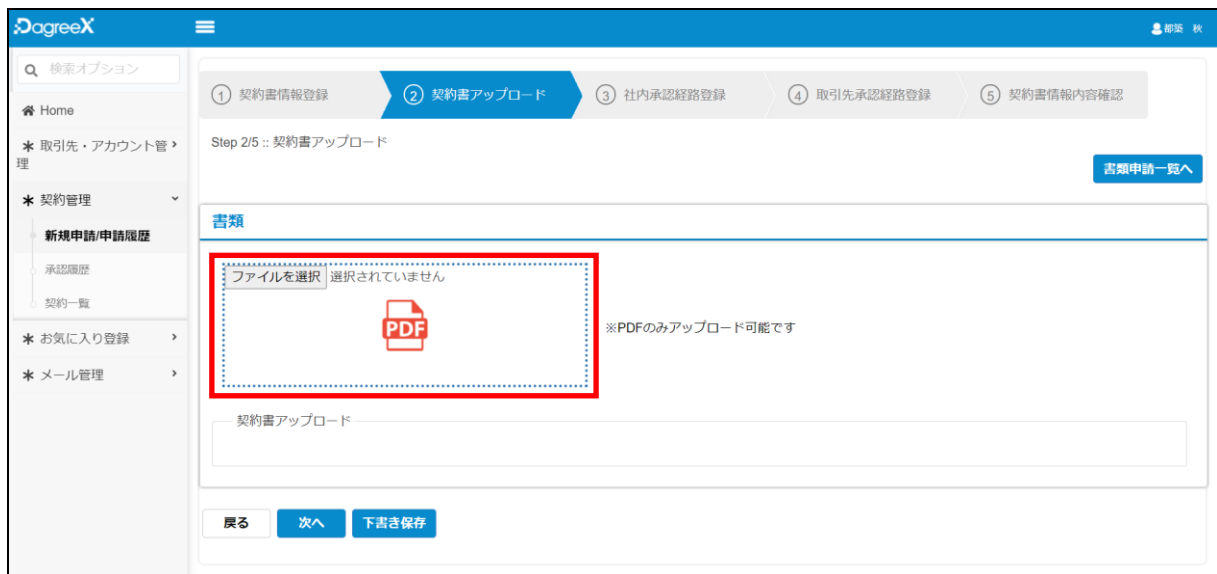 DagreeX
都築 秋
検索オプション
Home
取引先・アカウント管
理
契約管理
新規申請/申請履歴
承認履歴
契約一覧
お気に入り登録
メール管理
1 契約書情報登録
2 契約書アップロード
3 社内承認経路登録
4 取引先承認経路登録
5 契約書情報内容確認
Step 2/5 :: 契約書アップロード
書類申請一覧へ
書類
ファイルを選択 選択されていません
PDF
※PDFのみアップロード可能です
契約書アップロード
戻る
次へ
下書き保存